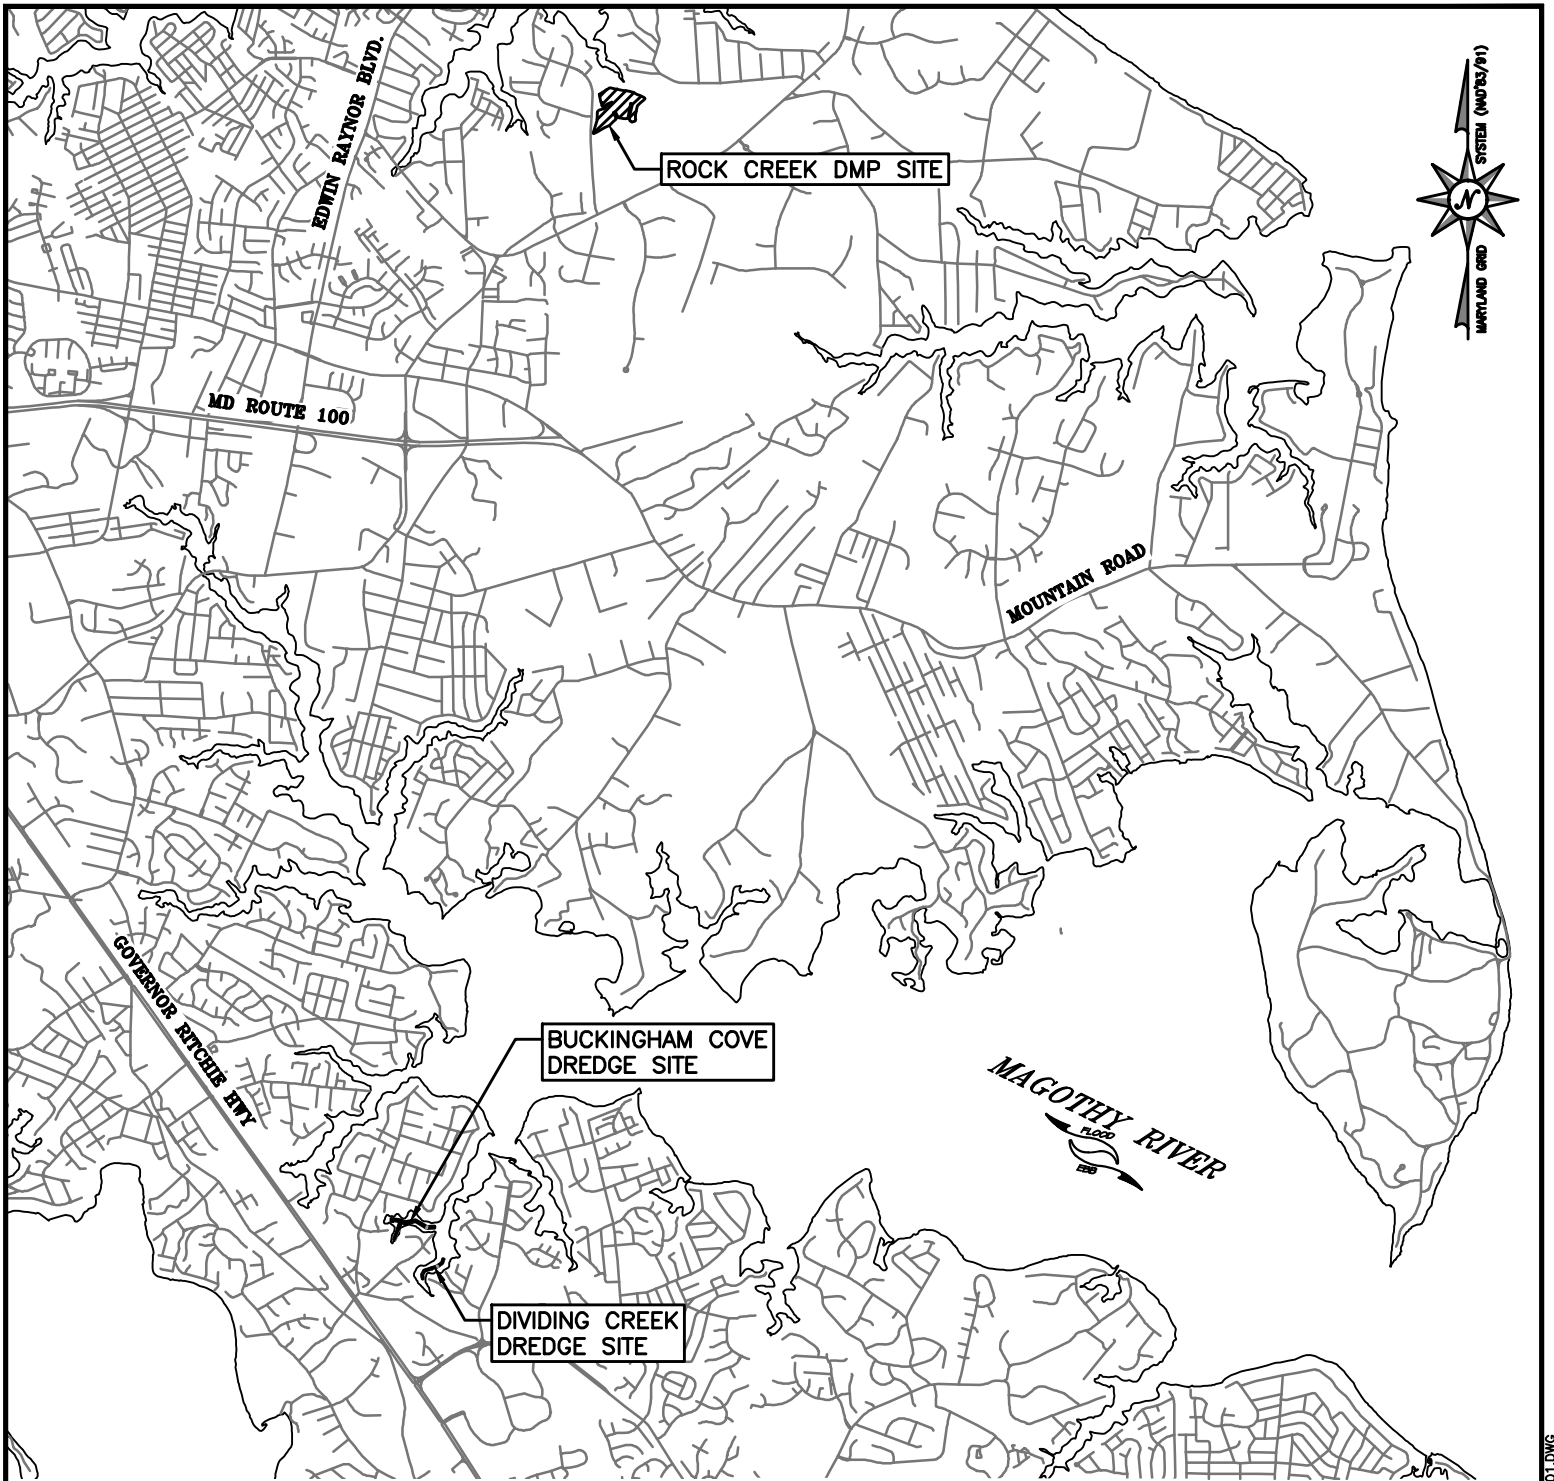 EDWIN RAYNOR BLVD.
ROCK CREEK DMP SITE
SYSTEM (NAD'83/91)
N
MARYLAND GRID
MD ROUTE 100
MOUNTAIN ROAD
GOVERNOR RITCHIE HWY
BUCKINGHAM COVE
DREDGE SITE
MAGOTHY RIVER
FLOOD
EBB
DIVIDING CREEK
DREDGE SITE